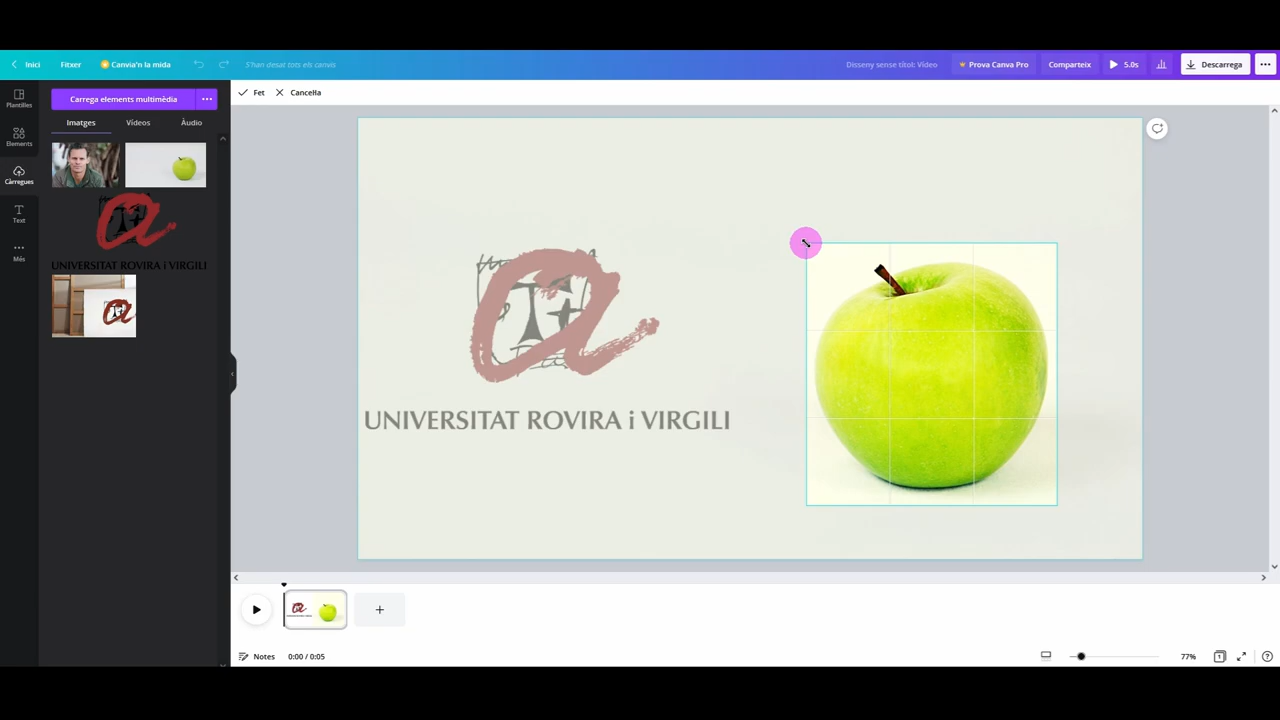 Inici Fitxer Canvia'n la mida S'han desat tots els canvis Disseny sense títol: Vídeo Prova Canva Pro Comparteix 5.0s Descarrega
Plantilles
Elements
Càrregues
Text
Més
Carrega elements multimèdia
Imatges Vídeos Àudio
UNIVERSITAT ROVIRA i VIRGILI
Fet Cancel·la
UNIVERSITAT ROVIRA i VIRGILI
Notes 0:00 / 0:05 77% 1